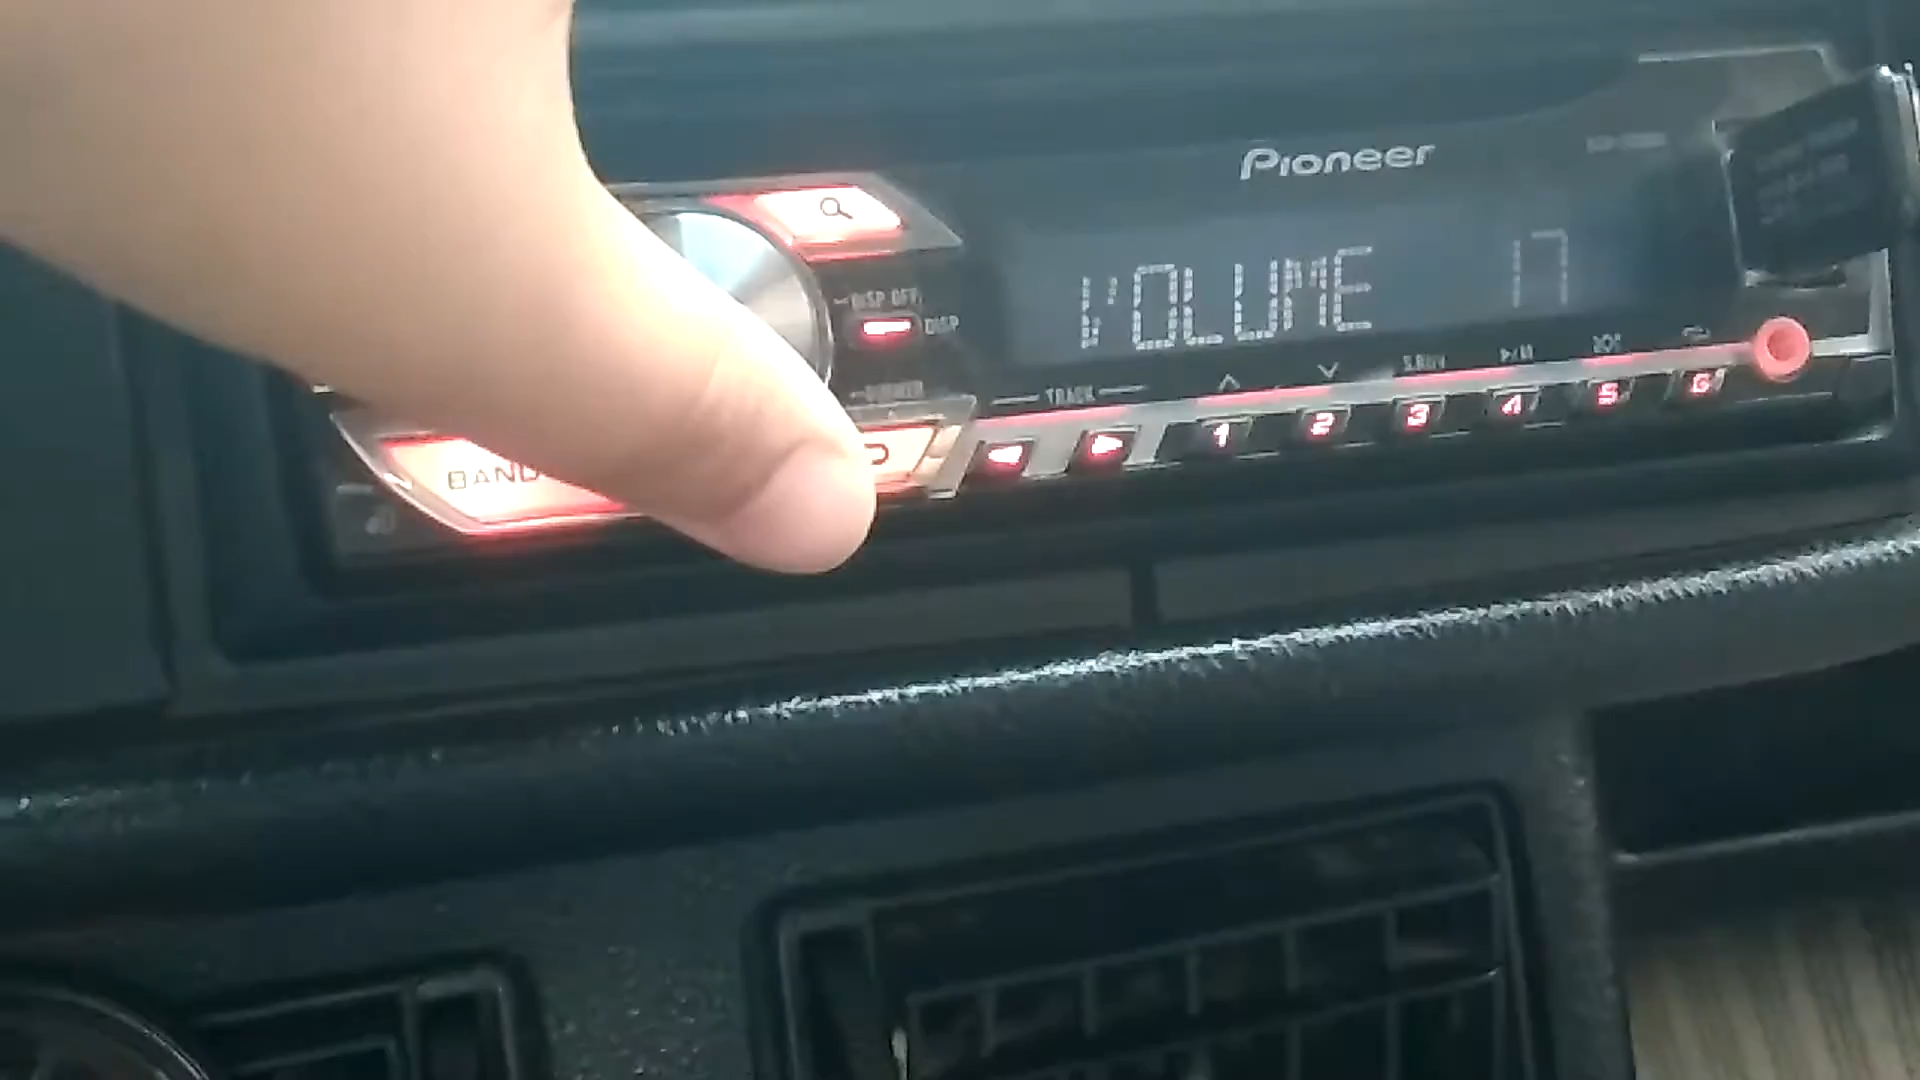 Pioneer
VOLUME 17
DISP OFF
DISP
TRACK
BAND
1 2 3 4 5 6